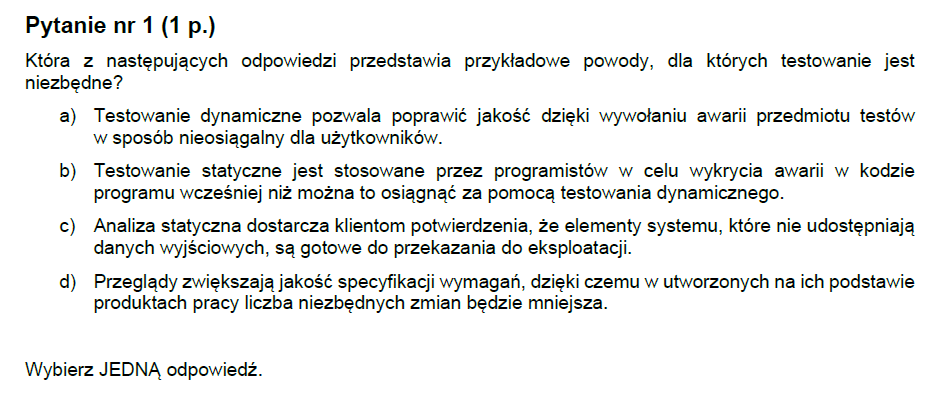 Pytanie nr 1 (1 p.)
Która z następujących odpowiedzi przedstawia przykładowe powody, dla których testowanie jest
niezbędne?
a) Testowanie dynamiczne pozwala poprawić jakość dzięki wywołaniu awarii przedmiotu testów
w sposób nieosiągalny dla użytkowników.
b) Testowanie statyczne jest stosowane przez programistów w celu wykrycia awarii w kodzie
programu wcześniej niż można to osiągnąć za pomocą testowania dynamicznego.
c) Analiza statyczna dostarcza klientom potwierdzenia, że elementy systemu, które nie udostępniają
danych wyjściowych, są gotowe do przekazania do eksploatacji.
d) Przeglądy zwiększają jakość specyfikacji wymagań, dzięki czemu w utworzonych na ich podstawie
produktach pracy liczba niezbędnych zmian będzie mniejsza.
Wybierz JEDNĄ odpowiedź.